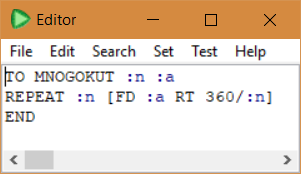 Editor
File Edit Search Set Test Help
TO MNOGOKUT :n :a
REPEAT :n [FD :a RT 360/:n]
END